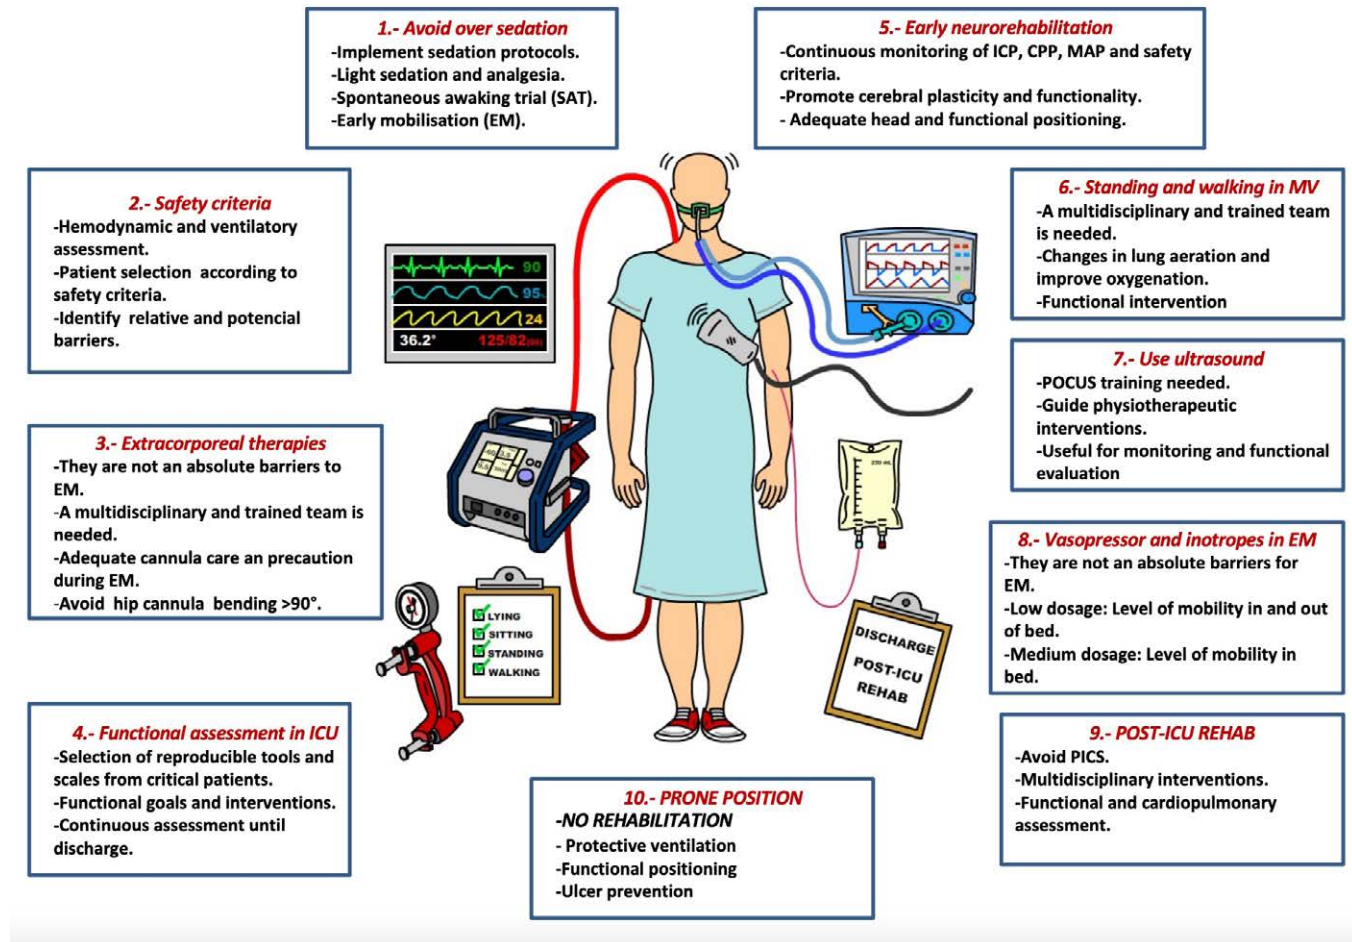 1.- Avoid over sedation
-Implement sedation protocols.
-Light sedation and analgesia.
-Spontaneous awaking trial (SAT).
-Early mobilisation (EM).
5.- Early neurorehabilitation
-Continuous monitoring of ICP, CPP, MAP and safety
criteria.
-Promote cerebral plasticity and functionality.
- Adequate head and functional positioning.
2.- Safety criteria
-Hemodynamic and ventilatory
assessment.
-Patient selection according to
safety criteria.
-Identify relative and potencial
barriers.
90
95
24
36.2°
125/82
6.- Standing and walking in MV
-A multidisciplinary and trained team
is needed.
-Changes in lung aeration and
improve oxygenation.
-Functional intervention
7.- Use ultrasound
-POCUS training needed.
-Guide physiotherapeutic
interventions.
-Useful for monitoring and functional
evaluation
3.- Extracorporeal therapies
-They are not an absolute barriers to
EM.
-A multidisciplinary and trained team is
needed.
-Adequate cannula care an precaution
during EM.
-Avoid hip cannula bending >90°.
LYING
SITTING
STANDING
WALKING
8.- Vasopressor and inotropes in EM
-They are not an absolute barriers for
EM.
-Low dosage: Level of mobility in and out
of bed.
-Medium dosage: Level of mobility in
bed.
DISCHARGE
POST-ICU
REHAB
4.- Functional assessment in ICU
-Selection of reproducible tools and
scales from critical patients.
-Functional goals and interventions.
-Continuous assessment until
discharge.
9.- POST-ICU REHAB
-Avoid PICS.
-Multidisciplinary interventions.
-Functional and cardiopulmonary
assessment.
10.- PRONE POSITION
-NO REHABILITATION
- Protective ventilation
-Functional positioning
-Ulcer prevention